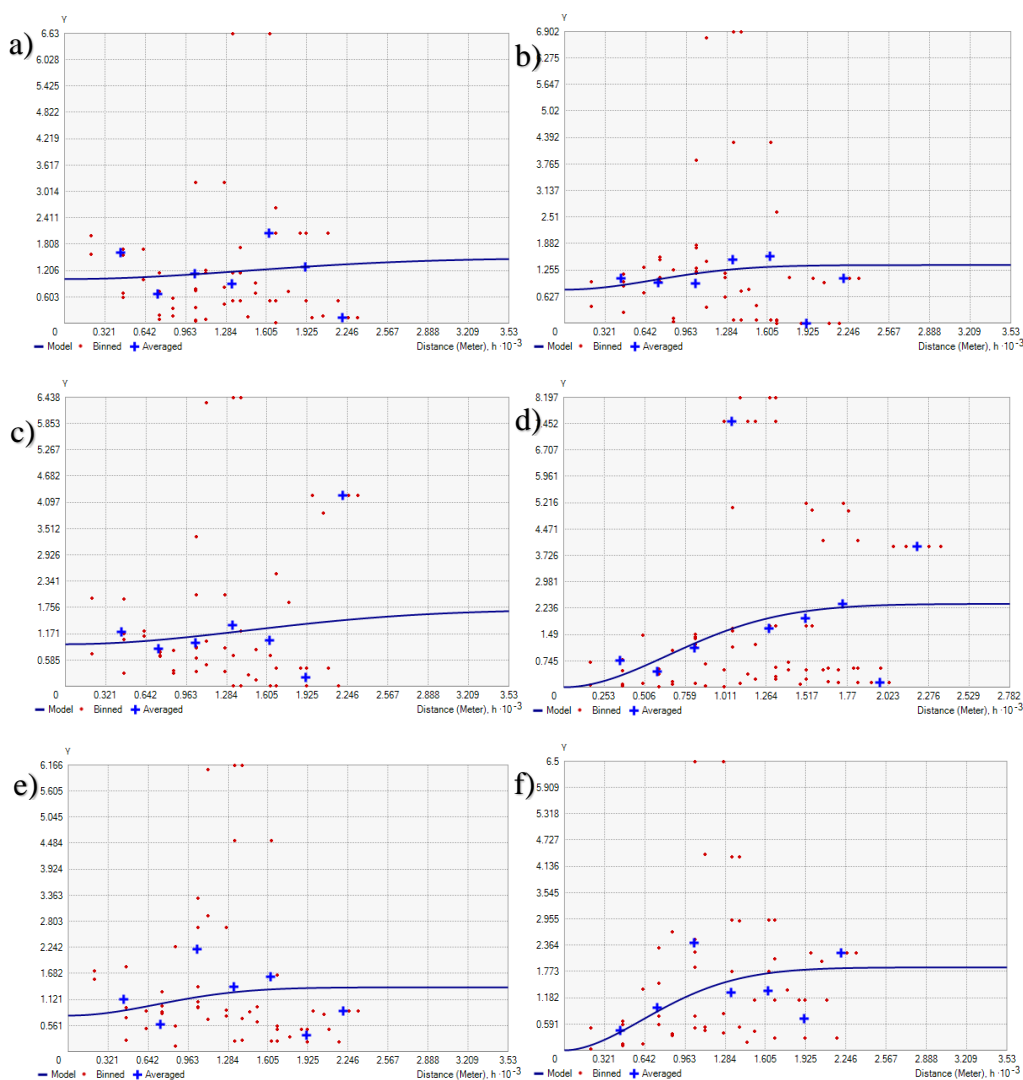 a)
γ
6.63
6.028
5.425
4.822
4.219
3.617
3.014
2.411
1.808
1.206
0.603
0 0.321 0.642 0.963 1.284 1.605 1.925 2.246 2.567 2.888 3.209 3.53
Model Binned Averaged Distance (Meter), h ·10⁻³
b)
γ
6.902
6.275
5.647
5.02
4.392
3.765
3.137
2.51
1.882
1.255
0.627
0 0.321 0.642 0.963 1.284 1.605 1.925 2.246 2.567 2.888 3.209 3.53
Model Binned Averaged Distance (Meter), h ·10⁻³
c)
γ
6.438
5.853
5.267
4.682
4.097
3.512
2.926
2.341
1.756
1.171
0.585
0 0.321 0.642 0.963 1.284 1.605 1.925 2.246 2.567 2.888 3.209 3.53
Model Binned Averaged Distance (Meter), h ·10⁻³
d)
γ
8.197
7.452
6.707
5.961
5.216
4.471
3.726
2.981
2.236
1.49
0.745
0 0.253 0.506 0.759 1.011 1.264 1.517 1.77 2.023 2.276 2.529 2.782
Model Binned Averaged Distance (Meter), h ·10⁻³
e)
γ
6.166
5.605
5.045
4.484
3.924
3.363
2.803
2.242
1.682
1.121
0.561
0 0.321 0.642 0.963 1.284 1.605 1.925 2.246 2.567 2.888 3.209 3.53
Model Binned Averaged Distance (Meter), h ·10⁻³
f)
γ
6.5
5.909
5.318
4.727
4.136
3.545
2.955
2.364
1.773
1.182
0.591
0 0.321 0.642 0.963 1.284 1.605 1.925 2.246 2.567 2.888 3.209 3.53
Model Binned Averaged Distance (Meter), h ·10⁻³